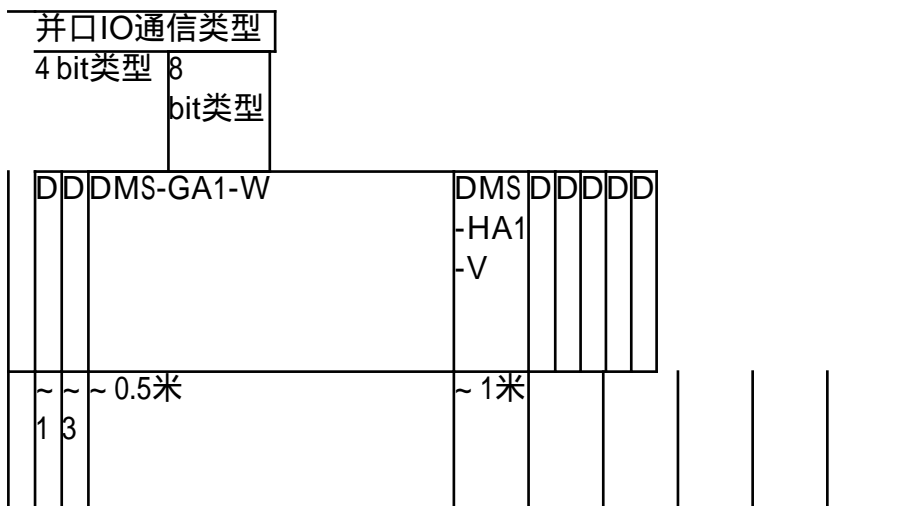 并口IO通信类型
4 bit类型 8
bit类型
D D DMS-GA1-W DMS D D D D D
-HA1
-V
~ ~ ~ 0.5米 ~ 1米
1 3